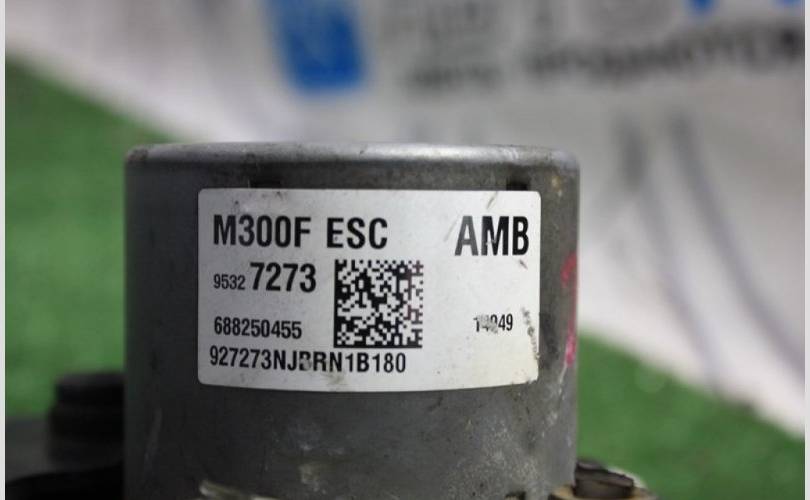 M300F ESC AMB
9532 7273
688250455
927273NJBRN1B180